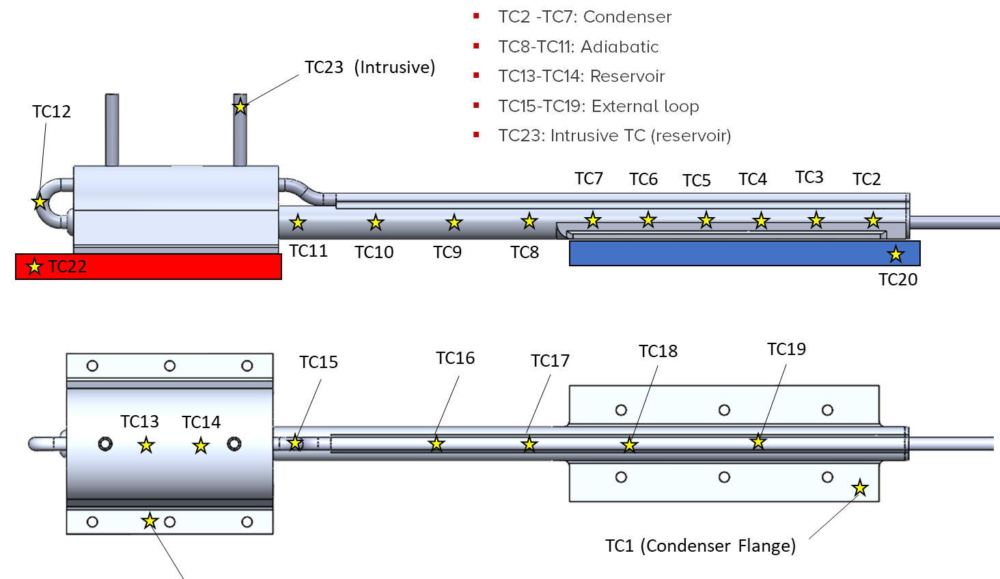 TC2 -TC7: Condenser
TC8-TC11: Adiabatic
TC13-TC14: Reservoir
TC15-TC19: External loop
TC23: Intrusive TC (reservoir)
TC23 (Intrusive)
TC12
TC7 TC6 TC5 TC4 TC3 TC2
TC11 TC10 TC9 TC8
TC22
TC20
TC15 TC16 TC17 TC18 TC19
TC13 TC14
TC1 (Condenser Flange)